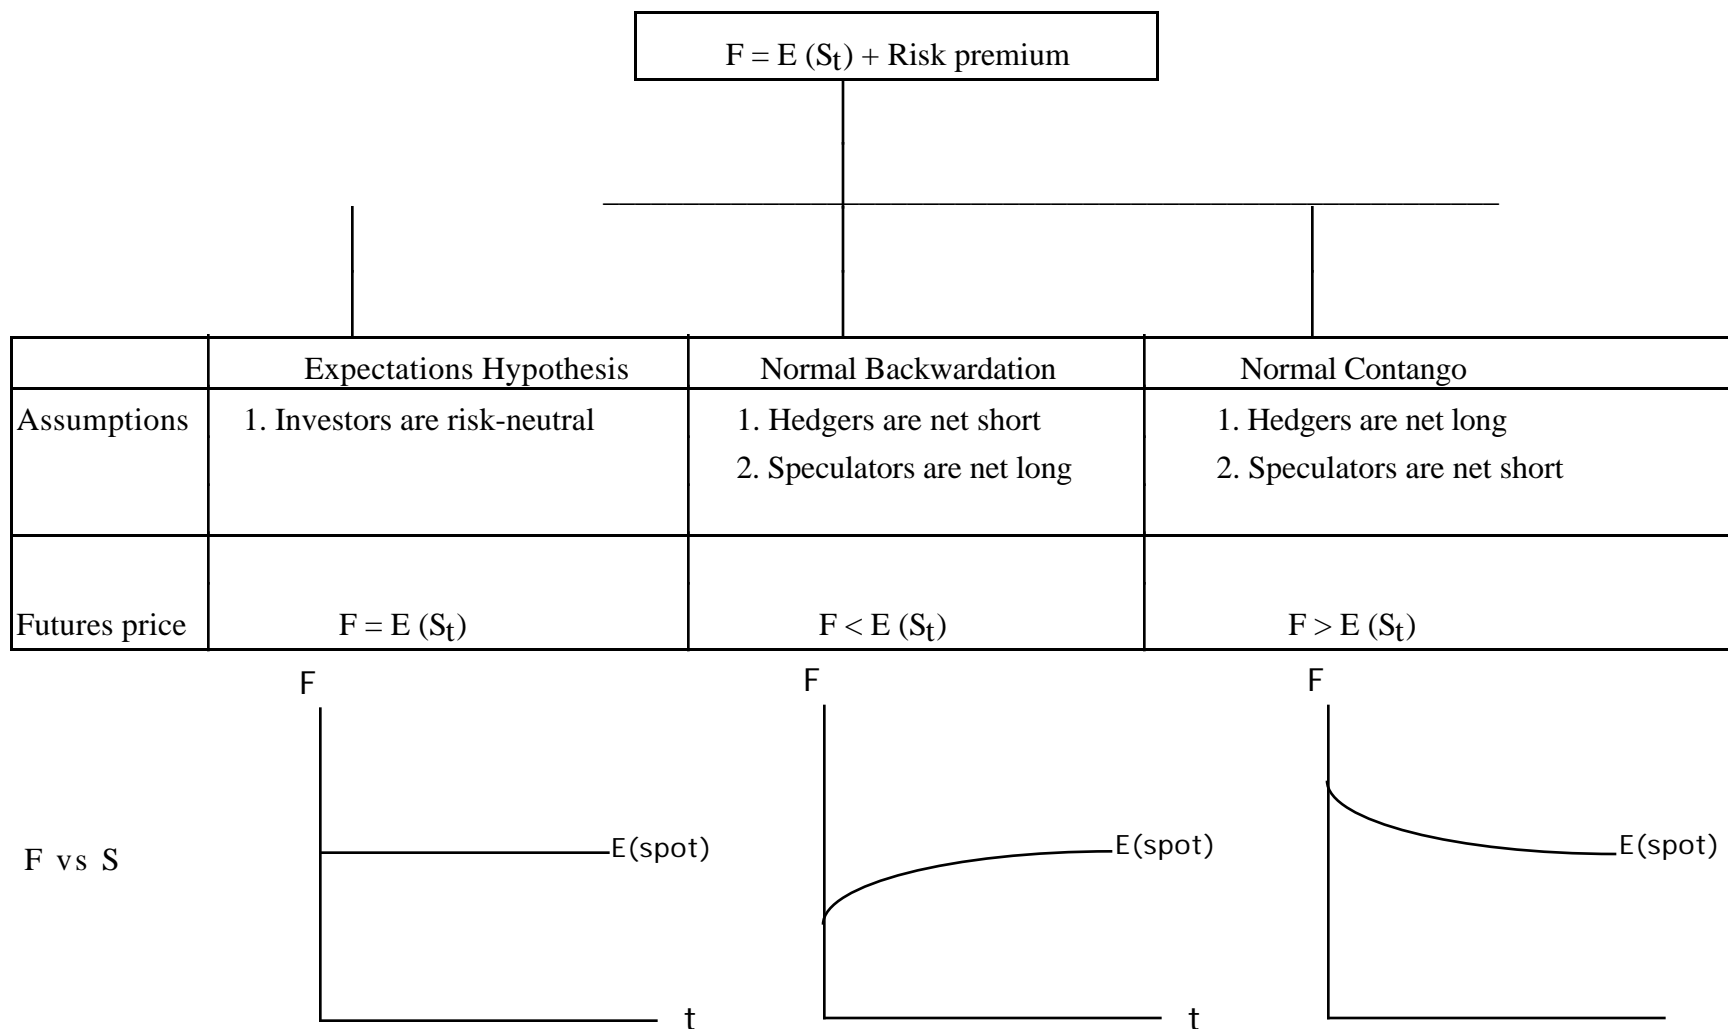 F = E (St) + Risk premium
Expectations Hypothesis Normal Backwardation Normal Contango
Assumptions 1. Investors are risk-neutral 1. Hedgers are net short 1. Hedgers are net long
2. Speculators are net long 2. Speculators are net short
Futures price F = E (St) F < E (St) F > E (St)
F F F
F vs S E(spot) E(spot) E(spot)
t t